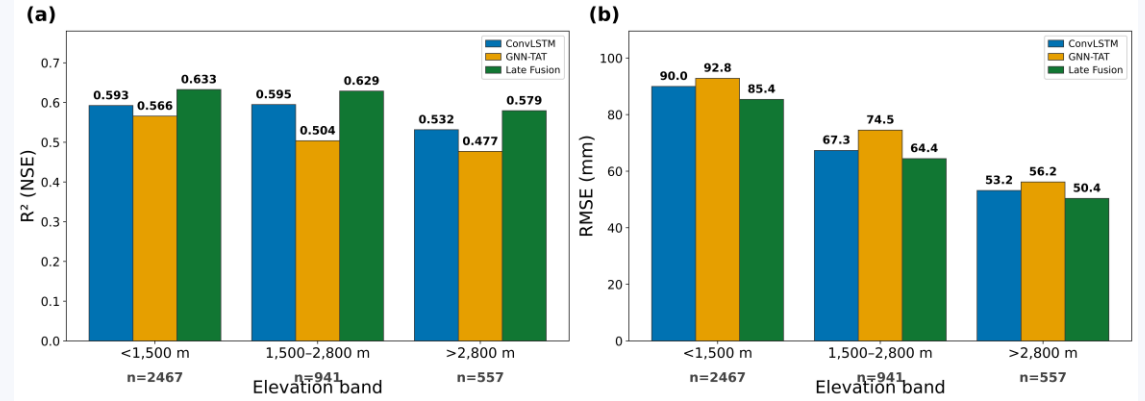 (a)
ConvLSTM
GNN-TAT
Late Fusion
R² (NSE)
0.7
0.6
0.5
0.4
0.3
0.2
0.1
0.0
0.593
0.566
0.633
0.595
0.504
0.629
0.532
0.477
0.579
<1,500 m
1,500–2,800 m
>2,800 m
n=2467
n=941
n=557
Elevation band
(b)
ConvLSTM
GNN-TAT
Late Fusion
RMSE (mm)
100
80
60
40
20
0
90.0
92.8
85.4
67.3
74.5
64.4
53.2
56.2
50.4
<1,500 m
1,500–2,800 m
>2,800 m
n=2467
n=941
n=557
Elevation band